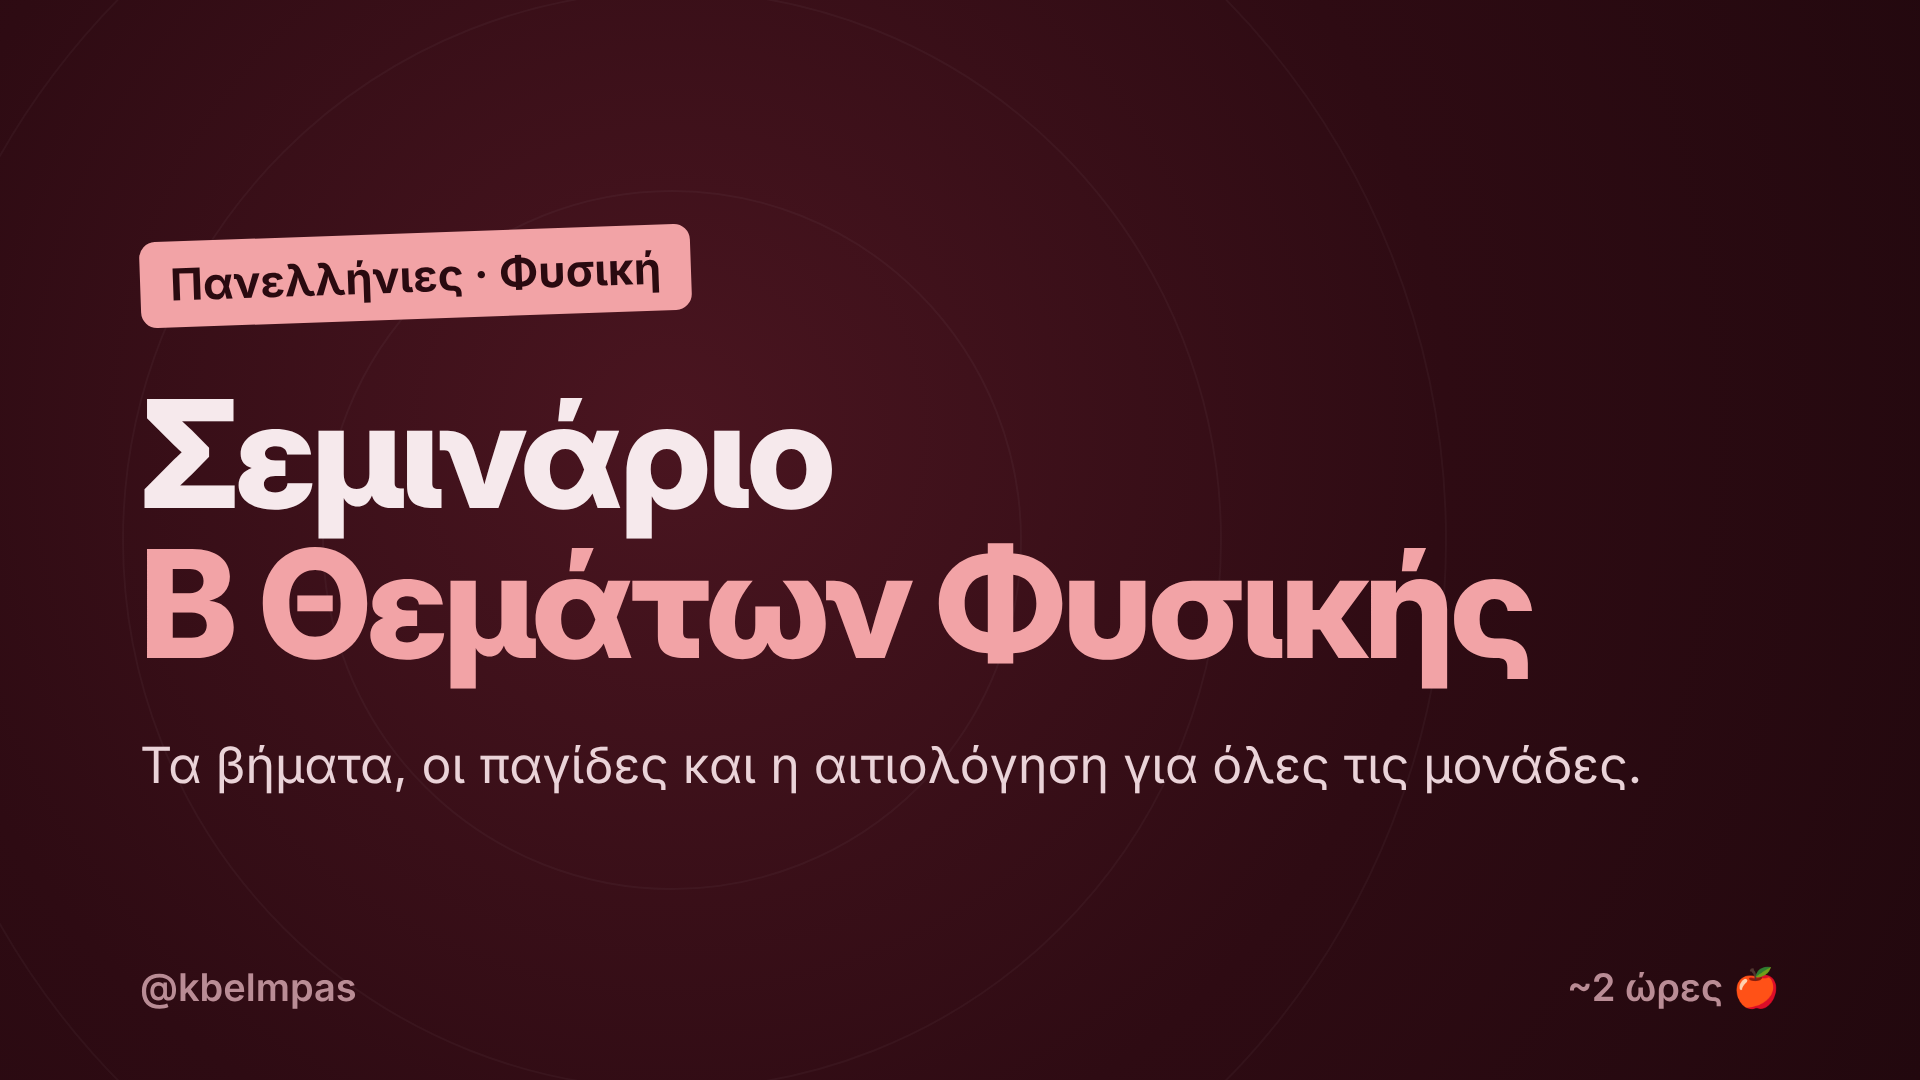 Πανελλήνιες · Φυσική
Σεμινάριο
Β Θεμάτων Φυσικής
Τα βήματα, οι παγίδες και η αιτιολόγηση για όλες τις μονάδες.
@kbelmpas
~2 ώρες 🍎